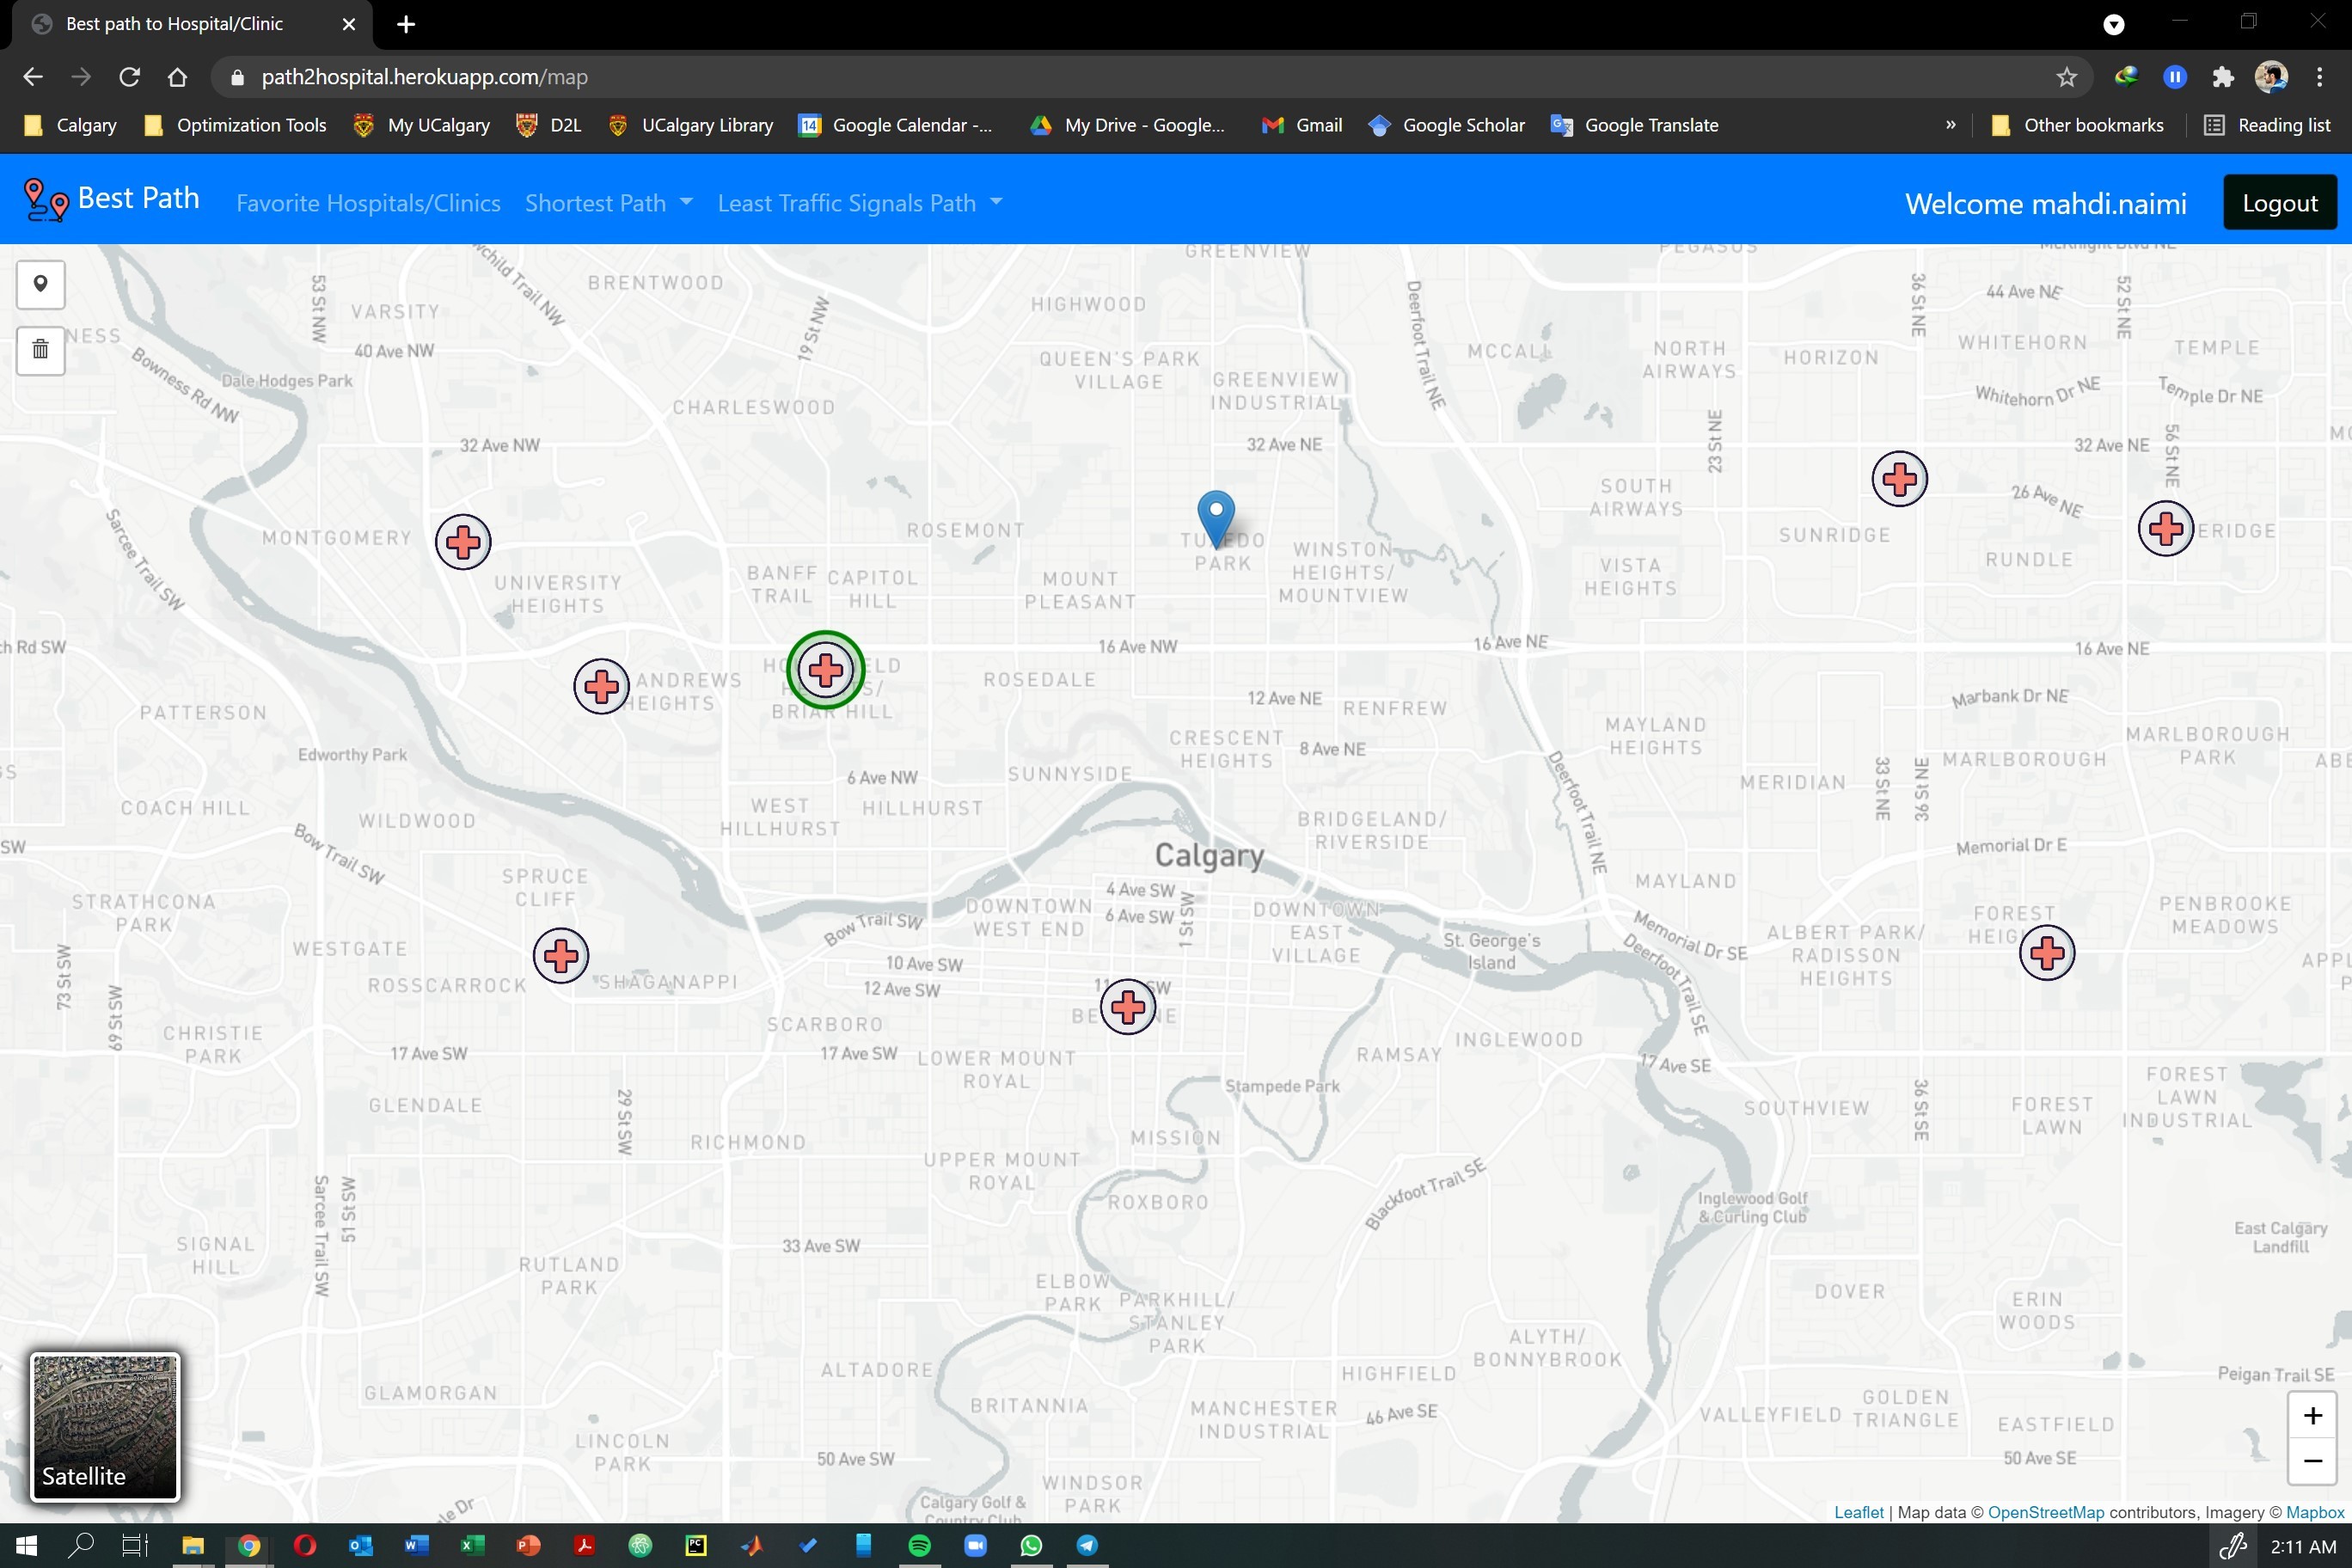 Best path to Hospital/Clinic
path2hospital.herokuapp.com/map
Calgary
Optimization Tools
My UCalgary
D2L
UCalgary Library
14
Google Calendar -...
My Drive - Google...
Gmail
Google Scholar
Google Translate
»
Other bookmarks
Reading list
Best Path
Favorite Hospitals/Clinics
Shortest Path
Least Traffic Signals Path
Welcome mahdi.naimi
Logout
GREENVIEW
PEGASUS
McKnight Blvd NE
53 St NW
VARSITY
BRENTWOOD
HIGHWOOD
Deerfoot Trail NE
36 St NE
44 Ave NE
52 St NE
NESS
40 Ave NW
19 St NW
QUEEN'S PARK
VILLAGE
MCCALL
NORTH
AIRWAYS
HORIZON
WHITEHORN
TEMPLE
Bowness Rd NW
Dale Hodges Park
CHARLESWOOD
GREENVIEW
INDUSTRIAL
Whitehorn Dr NE
Temple Dr NE
32 Ave NW
32 Ave NE
23 St NE
32 Ave NE
56 St NE
Sarcee Trail SW
MONTGOMERY
ROSEMONT
PARK
WINSTON
HEIGHTS/
MOUNTVIEW
SOUTH
AIRWAYS
SUNRIDGE
26 Ave NE
ERIDGE
RUNDLE
UNIVERSITY
HEIGHTS
BANFF
TRAIL
CAPITOL
HILL
MOUNT
PLEASANT
VISTA
HEIGHTS
ch Rd SW
16 Ave NW
16 Ave NE
16 Ave NE
ANDREWS
HEIGHTS
BRIAR HILL
ROSEDALE
12 Ave NE
RENFREW
Marbank Dr NE
PATTERSON
Edworthy Park
CRESCENT
HEIGHTS
8 Ave NE
MAYLAND
HEIGHTS
MARLBOROUGH
MARLBOROUGH
PARK
COACH HILL
WILDWOOD
6 Ave NW
SUNNYSIDE
Deerfoot Trail NE
MERIDIAN
33 St NE
36 St NE
WEST
HILLHURST
HILLHURST
BRIDGELAND/
RIVERSIDE
SW
Bow Trail SW
Calgary
Memorial Dr E
SPRUCE
CLIFF
4 Ave SW
6 Ave SW
1 St SW
MAYLAND
STRATHCONA
PARK
Bow Trail SW
DOWNTOWN
WEST END
DOWNTOWN
EAST
VILLAGE
St. George's
Island
Memorial Dr SE
ALBERT PARK/
RADISSON
HEIGHTS
FOREST
PENBROOKE
MEADOWS
WESTGATE
73 St SW
69 St SW
ROSSCARROCK
SHAGANAPPI
10 Ave SW
12 Ave SW
Deerfoot Trail SE
CHRISTIE
PARK
SCARBORO
17 Ave SW
17 Ave SW
LOWER MOUNT
ROYAL
RAMSAY
INGLEWOOD
17 Ave SE
GLENDALE
29 St SW
RICHMOND
Stampede Park
MISSION
SOUTHVIEW
36 St SE
FOREST
LAWN
FOREST
LAWN
INDUSTRIAL
UPPER MOUNT
ROYAL
ROXBORO
Blackfoot Trail SE
Inglewood Golf
& Curling Club
East Calgary
Landfill
Sarcee Trail SW
51 St SW
SIGNAL
HILL
33 Ave SW
RUTLAND
PARK
ELBOW
PARK
PARKHILL/
STANLEY
PARK
DOVER
ERIN
WOODS
ALTADORE
ALYTH/
BONNYBROOK
HIGHFIELD
Peigan Trail SE
GLAMORGAN
BRITANNIA
MANCHESTER
INDUSTRIAL
46 Ave SE
VALLEYFIELD
GOLDEN
TRIANGLE
EASTFIELD
LINCOLN
PARK
50 Ave SW
50 Ave SE
WINDSOR
PARK
Calgary Golf &
Country Club
Satellite
+
−
Leaflet | Map data © OpenStreetMap contributors, Imagery © Mapbox
2:11 AM